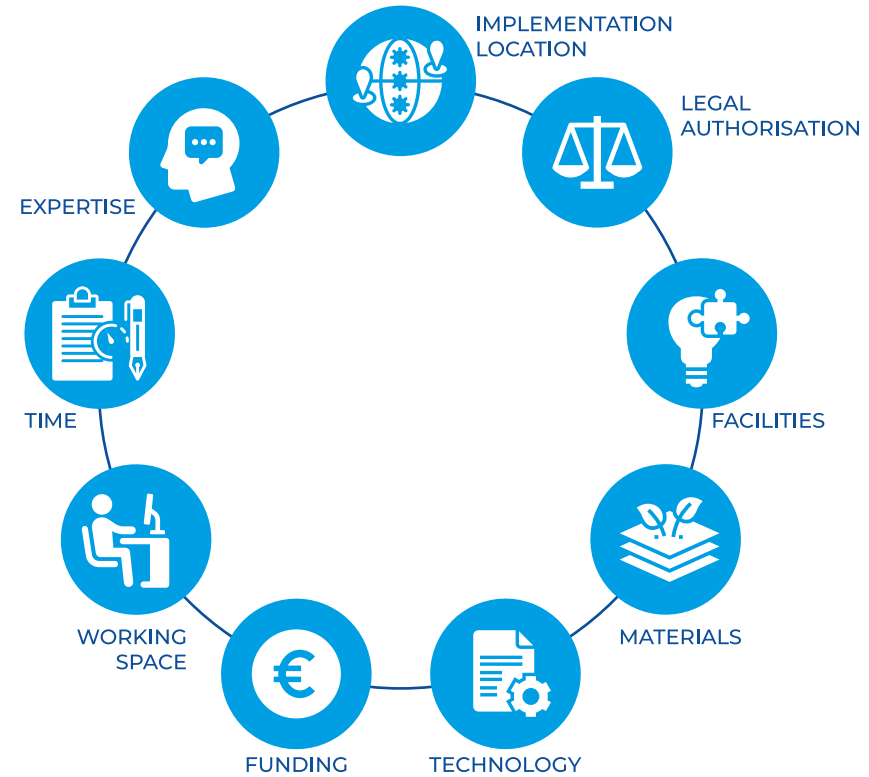 IMPLEMENTATION
LOCATION
LEGAL
AUTHORISATION
EXPERTISE
TIME
FACILITIES
WORKING
SPACE
MATERIALS
€
FUNDING
TECHNOLOGY